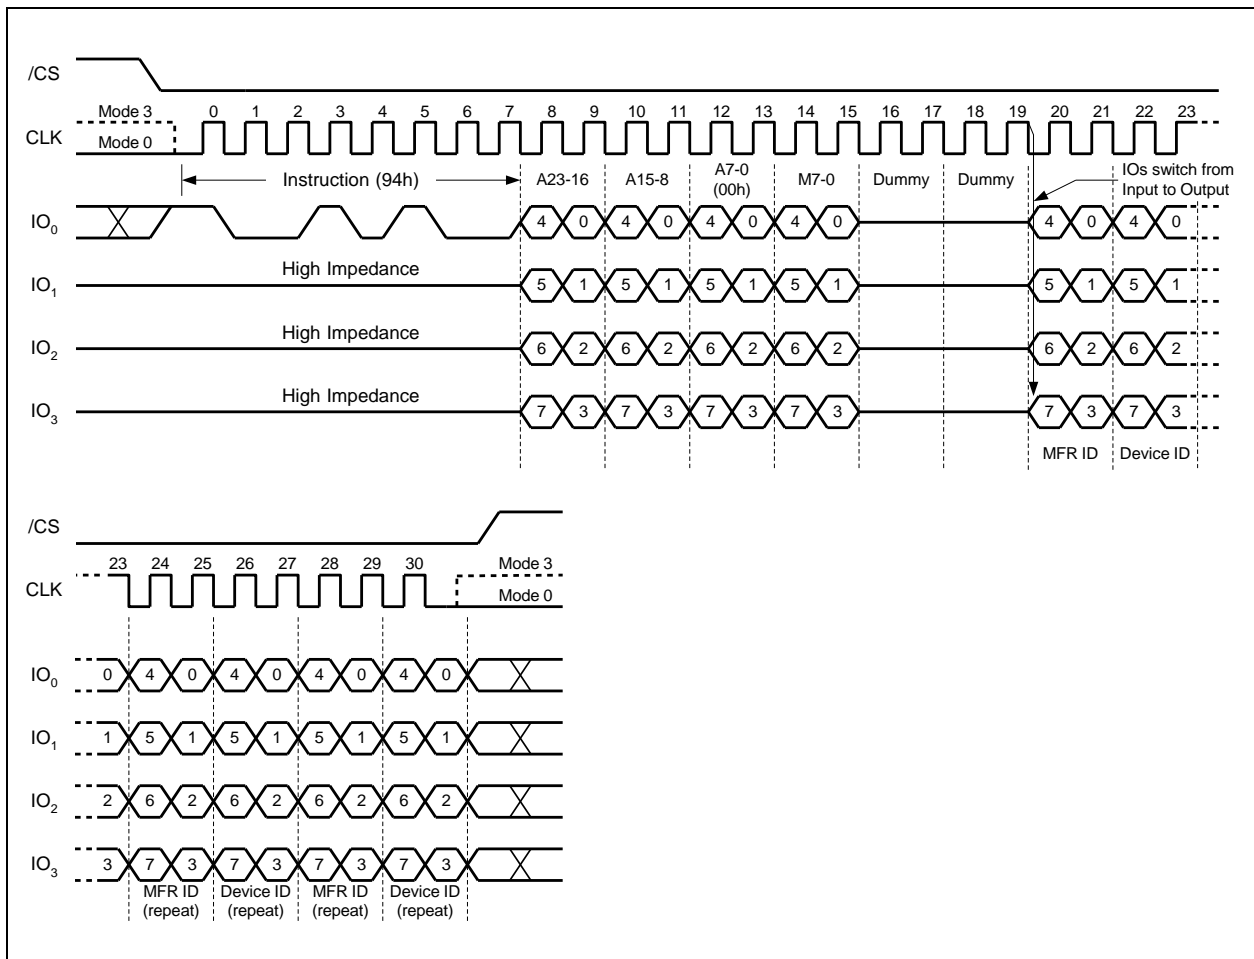 /CS
Mode 3 0 1 2 3 4 5 6 7 8 9 10 11 12 13 14 15 16 17 18 19 20 21 22 23
CLK Mode 0
Instruction (94h) A23-16 A15-8 A7-0 (00h) M7-0 Dummy Dummy IOs switch from
Input to Output
IO0 4 0 4 0 4 0 4 0 4 0 4 0
High Impedance
IO1 5 1 5 1 5 1 5 1 5 1 5 1
High Impedance
IO2 6 2 6 2 6 2 6 2 6 2 6 2
High Impedance
IO3 7 3 7 3 7 3 7 3 7 3 7 3
MFR ID Device ID
/CS
23 24 25 26 27 28 29 30 Mode 3
CLK Mode 0
IO0 0 4 0 4 0 4 0 4 0
IO1 1 5 1 5 1 5 1 5 1
IO2 2 6 2 6 2 6 2 6 2
IO3 3 7 3 7 3 7 3 7 3
MFR ID Device ID MFR ID Device ID
(repeat) (repeat) (repeat) (repeat)